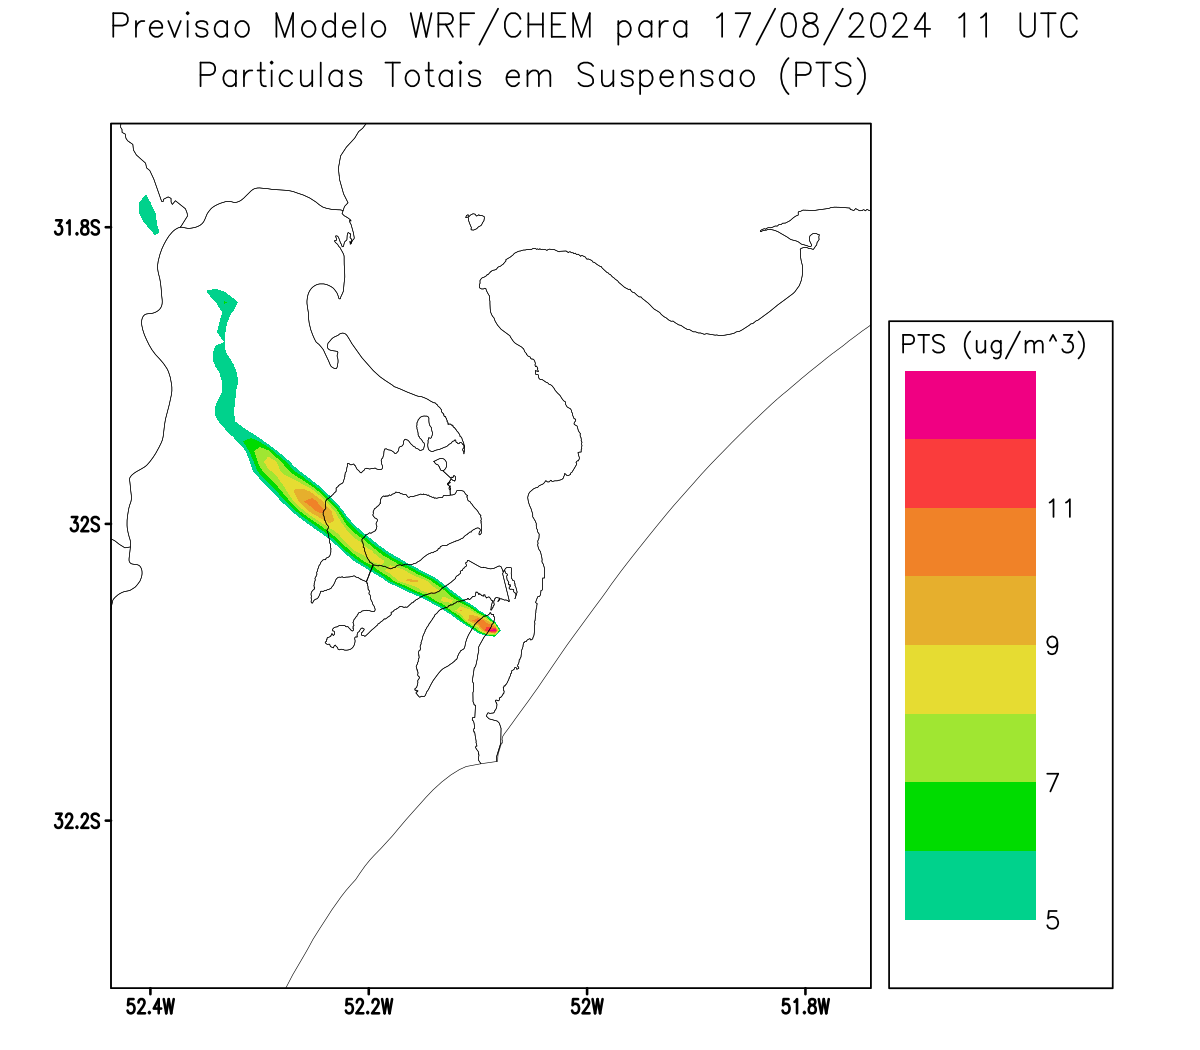 Previsao Modelo WRF/CHEM para 17/08/2024 11 UTC
Particulas Totais em Suspensao (PTS)
31.8S
32S
32.2S
52.4W
52.2W
52W
51.8W
PTS (ug/m^3)
11
9
7
5